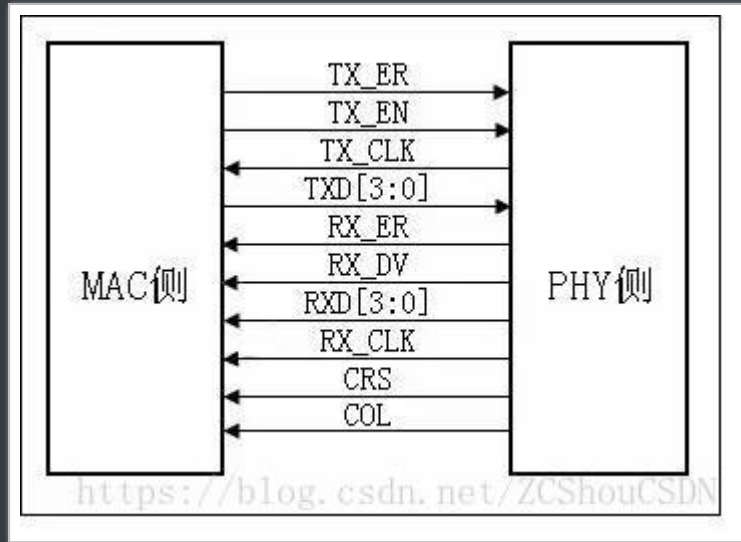 TX_ER
TX_EN
TX_CLK
TXD[3:0]
RX_ER
RX_DV
MAC侧
PHY侧
RXD[3:0]
RX_CLK
CRS
COL
https://blog.csdn.net/ZCShouCSDN